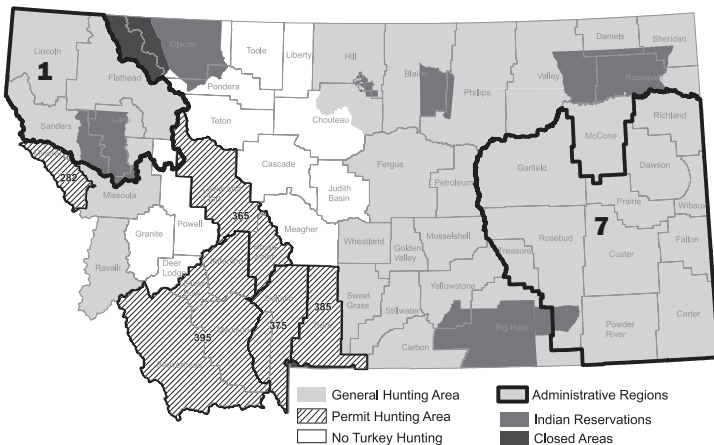 Lincoln
1
Flathead
Glacier
Toole
Liberty
Hill
Blaine
Phillips
Valley
Daniels
Sheridan
Roosevelt
Pondera
Teton
Chouteau
Sanders
Lake
282
Missoula
Cascade
Judith
Basin
Fergus
Petroleum
Garfield
McCone
Richland
Dawson
Prairie
Wibaux
Powell
365
Granite
Meagher
Ravalli
Deer
Lodge
Wheatland
Golden
Valley
Musselshell
Treasure
Rosebud
7
Custer
Fallon
395
375
385
Sweet
Grass
Stillwater
Yellowstone
Carbon
Big Horn
Powder
River
Carter
General Hunting Area
Permit Hunting Area
No Turkey Hunting
Administrative Regions
Indian Reservations
Closed Areas